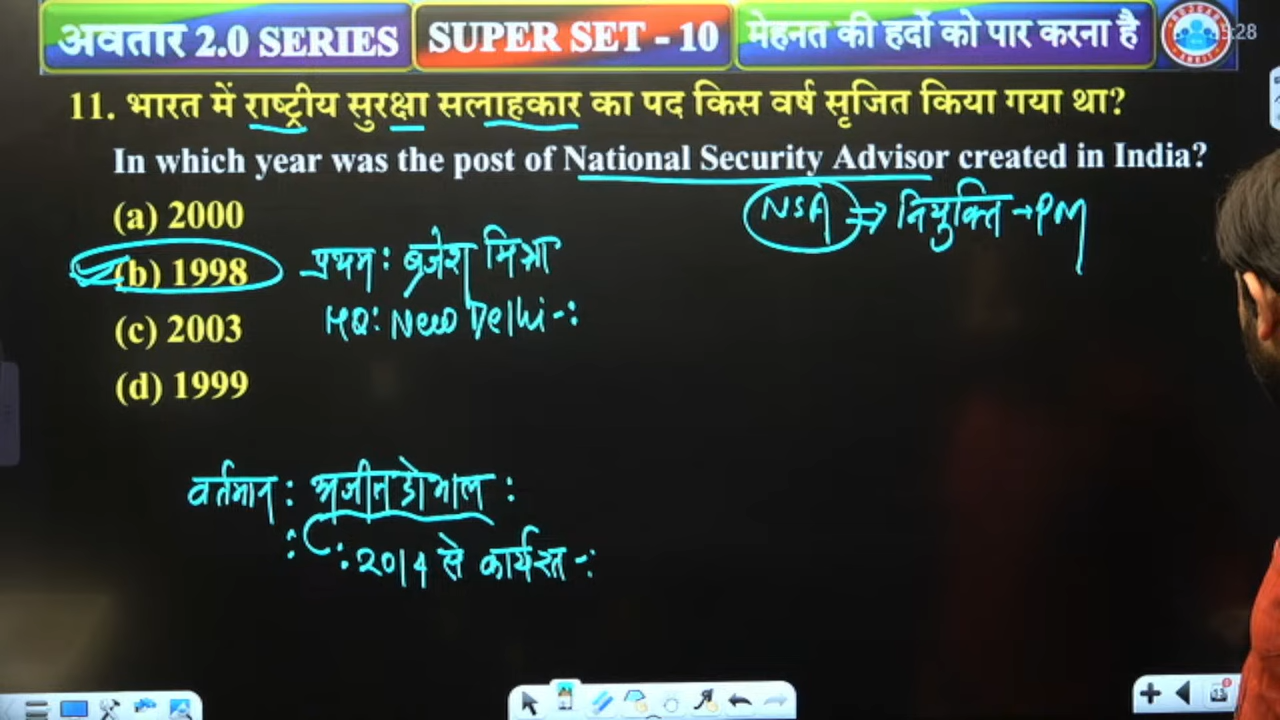 अवतार 2.0 SERIES SUPER SET - 10 मेहनत की हदों को पार करना है
:28
11. भारत में राष्ट्रीय सुरक्षा सलाहकार का पद किस वर्ष सृजित किया गया था?
In which year was the post of National Security Advisor created in India?
(a) 2000
NSA ⇒ नियुक्ति → PM
(b) 1998 प्रथम : ब्रजेश मिश्रा
HQ: New Delhi -:
(c) 2003
(d) 1999
वर्तमान : अजीत डोभाल :
: 2014 से कार्यरत -: